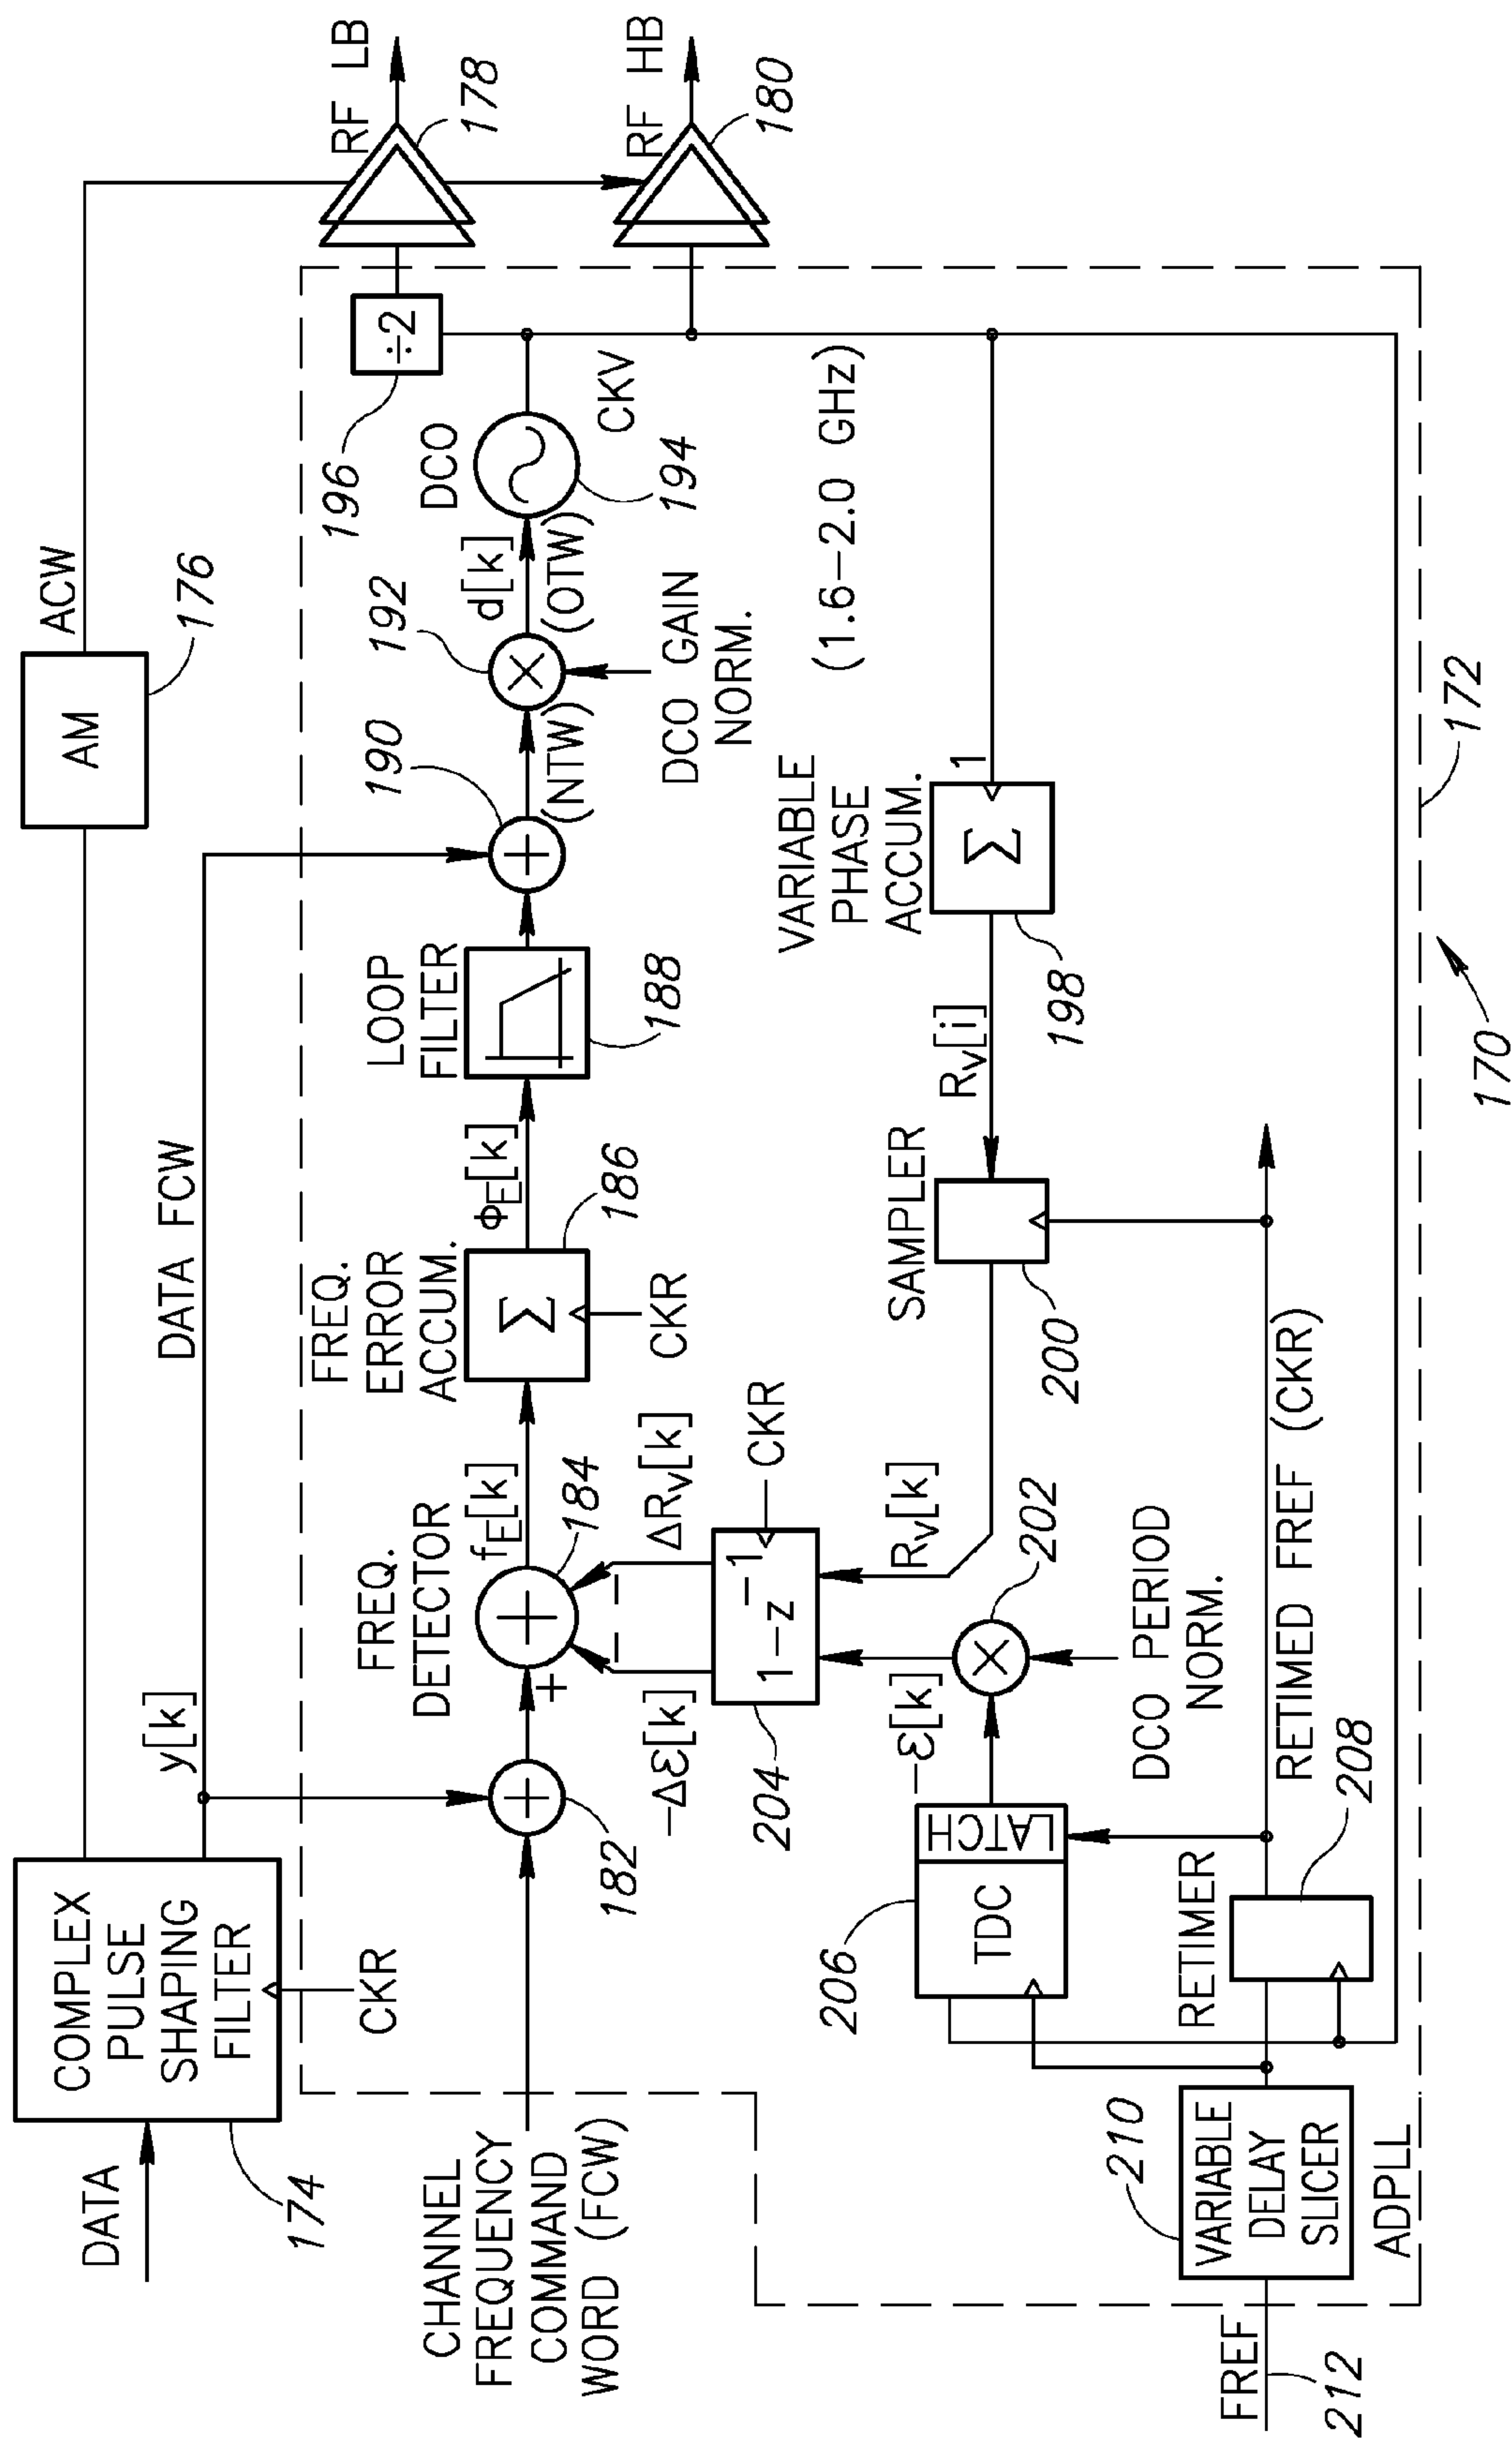 DATA
174
COMPLEX
PULSE
SHAPING
FILTER
CKR
y[k]
DATA FCW
AM
176
ACW
RF LB
178
RF HB
180
CHANNEL
FREQUENCY
COMMAND
WORD (FCW)
182
+
+
FREQ.
DETECTOR
+
184
−
−
f_E[k]
FREQ.
ERROR
ACCUM.
Σ
186
CKR
Φ_E[k]
LOOP
FILTER
188
190
+
(NTW)
192
×
DCO GAIN
NORM.
d[k]
(OTW)
DCO
194
CKV
196
÷2
(1.6−2.0 GHz)
−Δε[k]
ΔR_V[k]
204
1−z⁻¹
CKR
R_V[k]
SAMPLER
200
R_V[i]
VARIABLE
PHASE
ACCUM.
Σ
1
198
−ε[k]
202
×
DCO PERIOD
NORM.
206
TDC
LATCH
RETIMER
208
RETIMED FREF (CKR)
210
VARIABLE
DELAY
SLICER
FREF
212
ADPLL
172
170